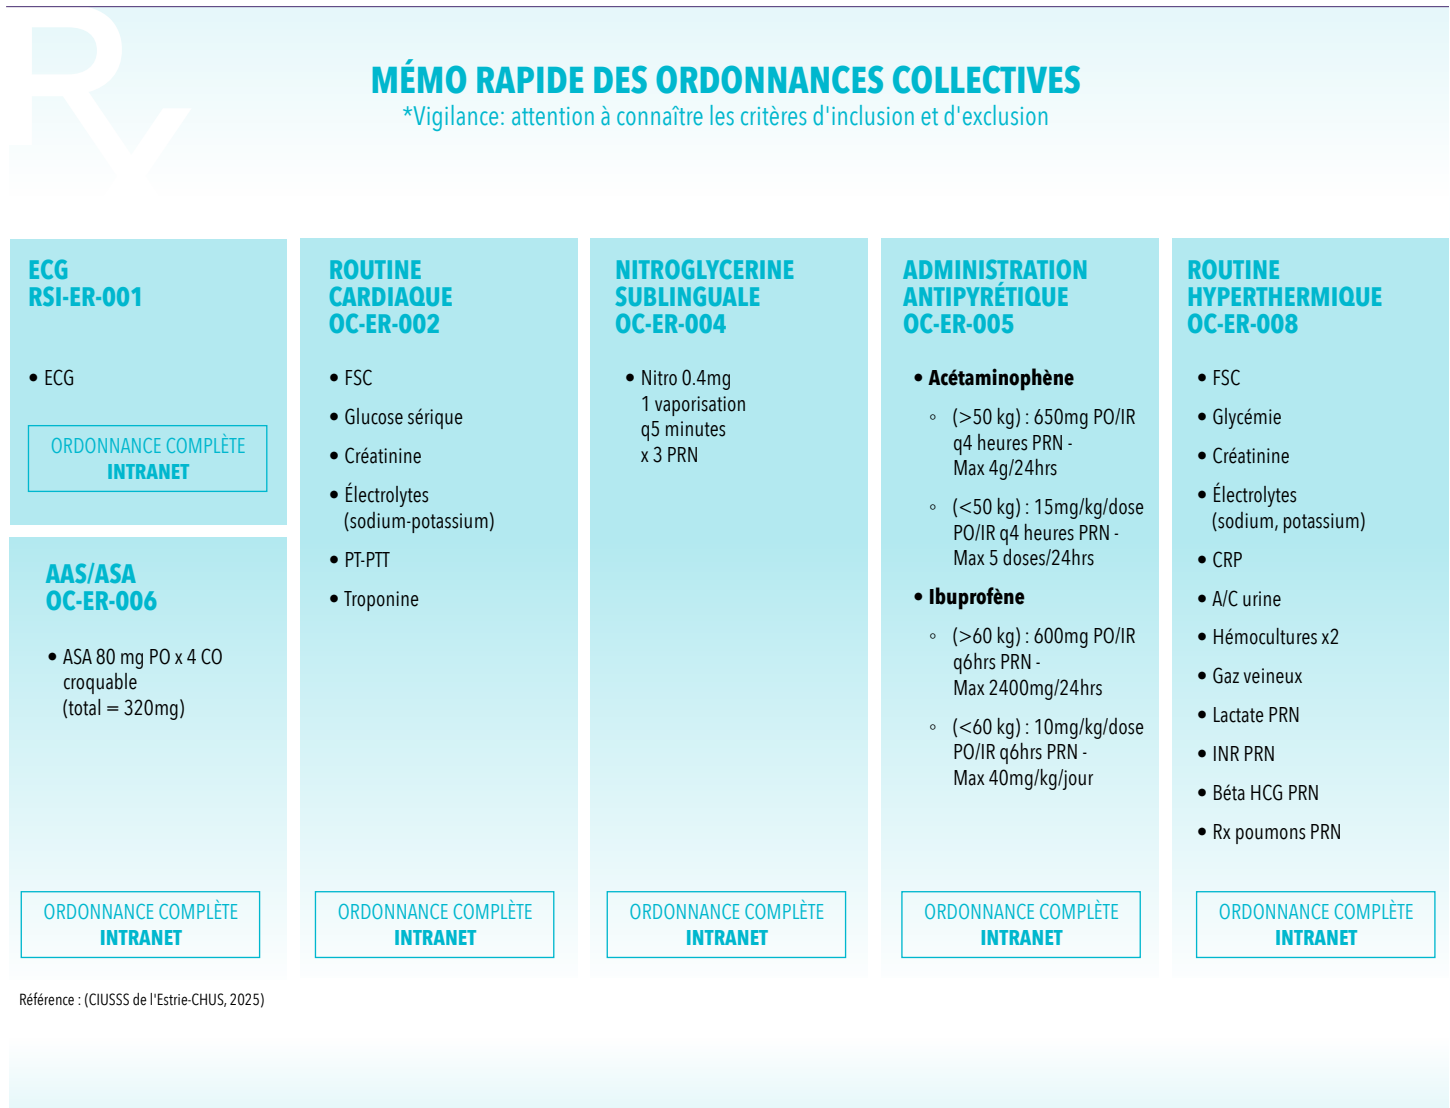 Rx
MÉMO RAPIDE DES ORDONNANCES COLLECTIVES
*Vigilance: attention à connaître les critères d'inclusion et d'exclusion
ECG
RSI-ER-001
• ECG
ORDONNANCE COMPLÈTE
INTRANET
AAS/ASA
OC-ER-006
• ASA 80 mg PO x 4 CO
croquable
(total = 320mg)
ORDONNANCE COMPLÈTE
INTRANET
ROUTINE
CARDIAQUE
OC-ER-002
• FSC
• Glucose sérique
• Créatinine
• Électrolytes
(sodium-potassium)
• PT-PTT
• Troponine
ORDONNANCE COMPLÈTE
INTRANET
NITROGLYCERINE
SUBLINGUALE
OC-ER-004
• Nitro 0.4mg
1 vaporisation
q5 minutes
x 3 PRN
ORDONNANCE COMPLÈTE
INTRANET
ADMINISTRATION
ANTIPYRÉTIQUE
OC-ER-005
• Acétaminophène
◦ (>50 kg) : 650mg PO/IR
q4 heures PRN -
Max 4g/24hrs
◦ (<50 kg) : 15mg/kg/dose
PO/IR q4 heures PRN -
Max 5 doses/24hrs
• Ibuprofène
◦ (>60 kg) : 600mg PO/IR
q6hrs PRN -
Max 2400mg/24hrs
◦ (<60 kg) : 10mg/kg/dose
PO/IR q6hrs PRN -
Max 40mg/kg/jour
ORDONNANCE COMPLÈTE
INTRANET
ROUTINE
HYPERTHERMIQUE
OC-ER-008
• FSC
• Glycémie
• Créatinine
• Électrolytes
(sodium, potassium)
• CRP
• A/C urine
• Hémocultures x2
• Gaz veineux
• Lactate PRN
• INR PRN
• Béta HCG PRN
• Rx poumons PRN
ORDONNANCE COMPLÈTE
INTRANET
Référence : (CIUSSS de l'Estrie-CHUS, 2025)